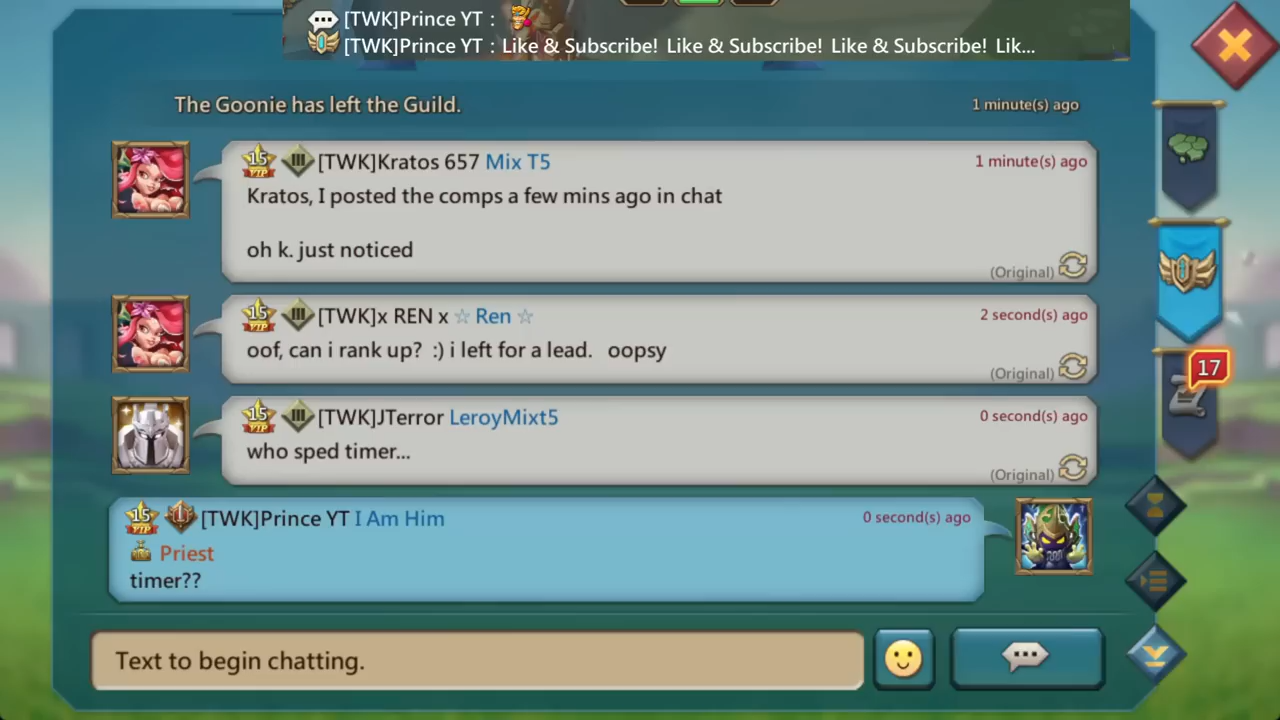 [TWK]Prince YT :
[TWK]Prince YT : Like & Subscribe! Like & Subscribe! Like & Subscribe! Lik...
The Goonie has left the Guild. 1 minute(s) ago
15 VIP III [TWK]Kratos 657 Mix T5 1 minute(s) ago
Kratos, I posted the comps a few mins ago in chat
oh k. just noticed
(Original)
15 VIP III [TWK]x REN x ☆ Ren ☆ 2 second(s) ago
oof, can i rank up? :) i left for a lead. oopsy
(Original)
17
15 VIP III [TWK]JTerror LeroyMixt5 0 second(s) ago
who sped timer...
(Original)
15 VIP I [TWK]Prince YT I Am Him 0 second(s) ago
Priest
timer??
Text to begin chatting.